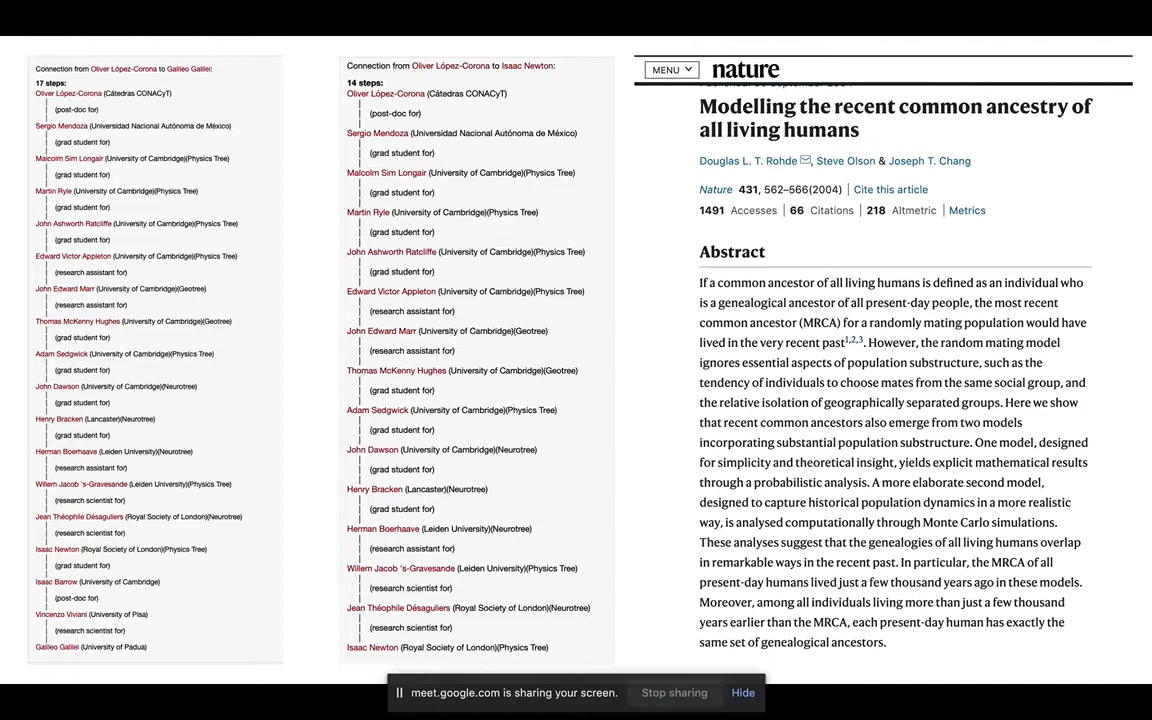 Connection from Oliver López-Corona to Galileo Galilei:
17 steps:
Oliver López-Corona (Cátedras CONACyT)
(post-doc for)
Sergio Mendoza (Universidad Nacional Autónoma de México)
(grad student for)
Malcolm Sim Longair (University of Cambridge)(Physics Tree)
(grad student for)
Martin Ryle (University of Cambridge)(Physics Tree)
(grad student for)
John Ashworth Ratcliffe (University of Cambridge)(Physics Tree)
(grad student for)
Edward Victor Appleton (University of Cambridge)(Physics Tree)
(research assistant for)
John Edward Marr (University of Cambridge)(Geotree)
(research assistant for)
Thomas McKenny Hughes (University of Cambridge)(Geotree)
(grad student for)
Adam Sedgwick (University of Cambridge)(Physics Tree)
(grad student for)
John Dawson (University of Cambridge)(Neurotree)
(grad student for)
Henry Bracken (Lancaster)(Neurotree)
(grad student for)
Herman Boerhaave (Leiden University)(Neurotree)
(research assistant for)
Willem Jacob 's-Gravesande (Leiden University)(Physics Tree)
(research scientist for)
Jean Théophile Désaguliers (Royal Society of London)(Neurotree)
(research scientist for)
Isaac Newton (Royal Society of London)(Physics Tree)
(grad student for)
Isaac Barrow (University of Cambridge)
(post-doc for)
Vincenzo Viviani (University of Pisa)
(research scientist for)
Galileo Galilei (University of Padua)
Connection from Oliver López-Corona to Isaac Newton:
14 steps:
Oliver López-Corona (Cátedras CONACyT)
(post-doc for)
Sergio Mendoza (Universidad Nacional Autónoma de México)
(grad student for)
Malcolm Sim Longair (University of Cambridge)(Physics Tree)
(grad student for)
Martin Ryle (University of Cambridge)(Physics Tree)
(grad student for)
John Ashworth Ratcliffe (University of Cambridge)(Physics Tree)
(grad student for)
Edward Victor Appleton (University of Cambridge)(Physics Tree)
(research assistant for)
John Edward Marr (University of Cambridge)(Geotree)
(research assistant for)
Thomas McKenny Hughes (University of Cambridge)(Geotree)
(grad student for)
Adam Sedgwick (University of Cambridge)(Physics Tree)
(grad student for)
John Dawson (University of Cambridge)(Neurotree)
(grad student for)
Henry Bracken (Lancaster)(Neurotree)
(grad student for)
Herman Boerhaave (Leiden University)(Neurotree)
(research assistant for)
Willem Jacob 's-Gravesande (Leiden University)(Physics Tree)
(research scientist for)
Jean Théophile Désaguliers (Royal Society of London)(Neurotree)
(research scientist for)
Isaac Newton (Royal Society of London)(Physics Tree)
MENU nature
Modelling the recent common ancestry of
all living humans
Douglas L. T. Rohde, Steve Olson & Joseph T. Chang
Nature 431, 562–566(2004) | Cite this article
1491 Accesses | 66 Citations | 218 Altmetric | Metrics
Abstract
If a common ancestor of all living humans is defined as an individual who
is a genealogical ancestor of all present-day people, the most recent
common ancestor (MRCA) for a randomly mating population would have
lived in the very recent past1,2,3. However, the random mating model
ignores essential aspects of population substructure, such as the
tendency of individuals to choose mates from the same social group, and
the relative isolation of geographically separated groups. Here we show
that recent common ancestors also emerge from two models
incorporating substantial population substructure. One model, designed
for simplicity and theoretical insight, yields explicit mathematical results
through a probabilistic analysis. A more elaborate second model,
designed to capture historical population dynamics in a more realistic
way, is analysed computationally through Monte Carlo simulations.
These analyses suggest that the genealogies of all living humans overlap
in remarkable ways in the recent past. In particular, the MRCA of all
present-day humans lived just a few thousand years ago in these models.
Moreover, among all individuals living more than just a few thousand
years earlier than the MRCA, each present-day human has exactly the
same set of genealogical ancestors.
meet.google.com is sharing your screen. Stop sharing Hide